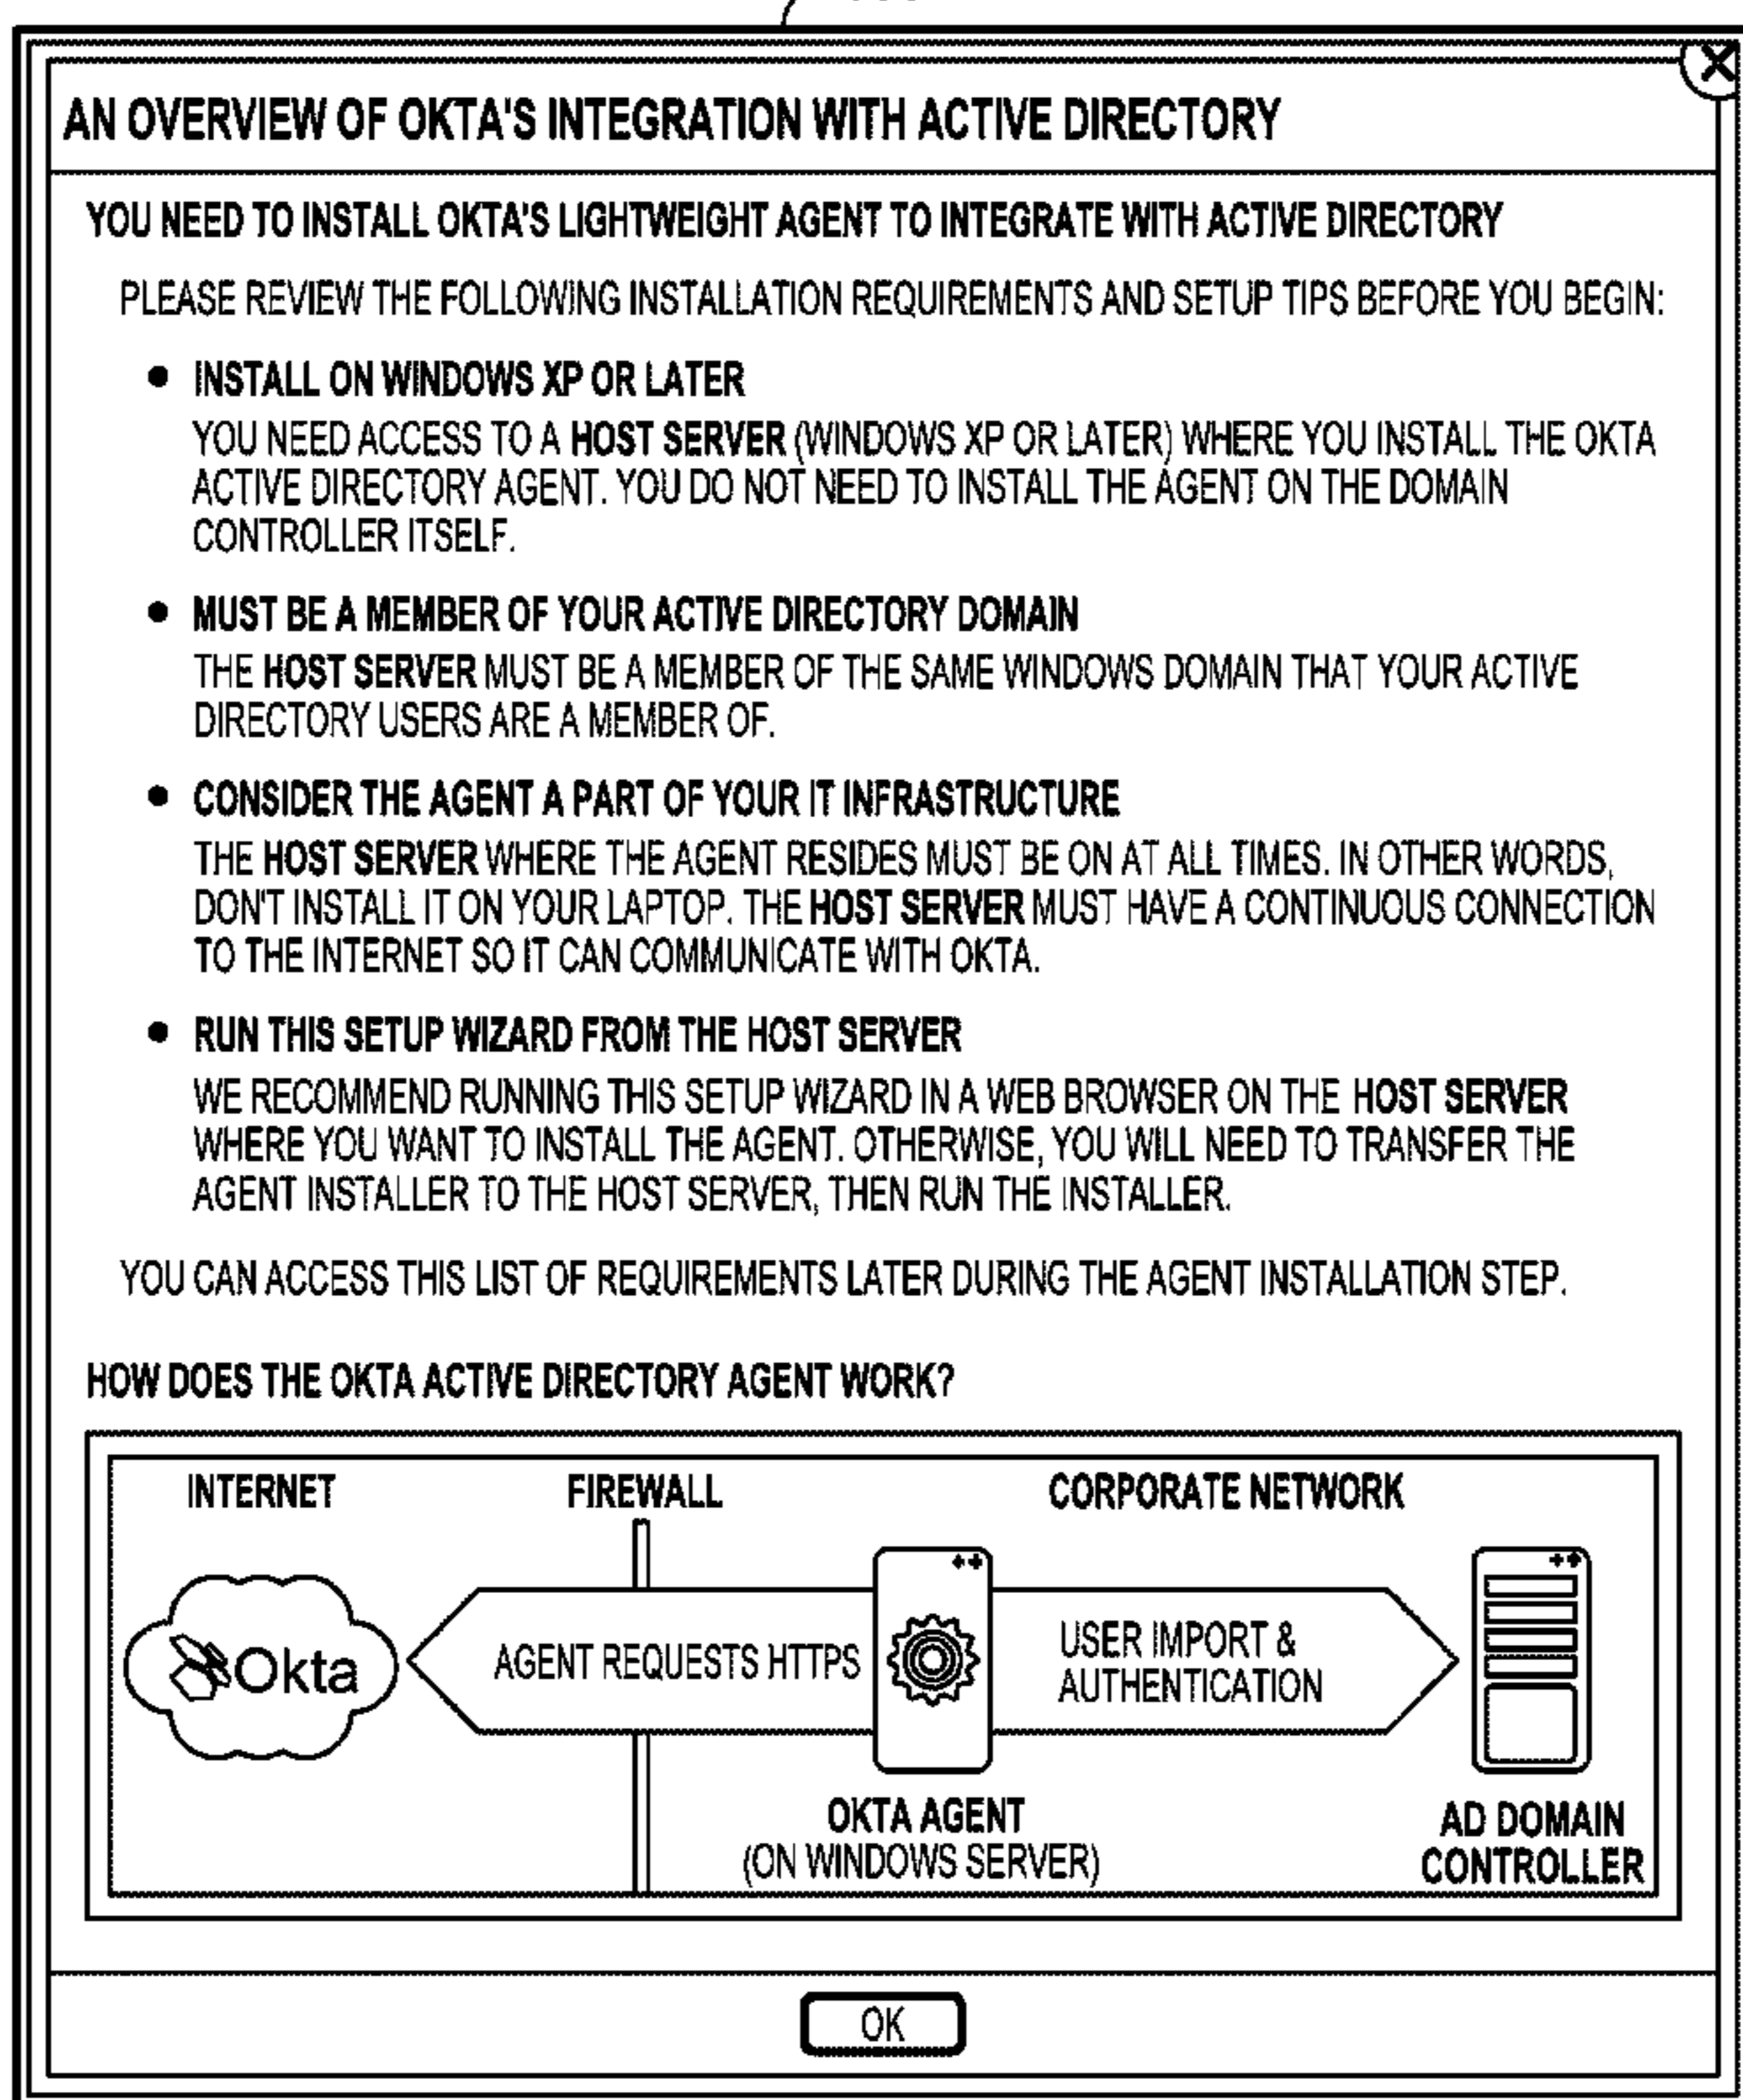 AN OVERVIEW OF OKTA'S INTEGRATION WITH ACTIVE DIRECTORY
YOU NEED TO INSTALL OKTA'S LIGHTWEIGHT AGENT TO INTEGRATE WITH ACTIVE DIRECTORY
PLEASE REVIEW THE FOLLOWING INSTALLATION REQUIREMENTS AND SETUP TIPS BEFORE YOU BEGIN:
● INSTALL ON WINDOWS XP OR LATER
YOU NEED ACCESS TO A HOST SERVER (WINDOWS XP OR LATER) WHERE YOU INSTALL THE OKTA
ACTIVE DIRECTORY AGENT. YOU DO NOT NEED TO INSTALL THE AGENT ON THE DOMAIN
CONTROLLER ITSELF.
● MUST BE A MEMBER OF YOUR ACTIVE DIRECTORY DOMAIN
THE HOST SERVER MUST BE A MEMBER OF THE SAME WINDOWS DOMAIN THAT YOUR ACTIVE
DIRECTORY USERS ARE A MEMBER OF.
● CONSIDER THE AGENT A PART OF YOUR IT INFRASTRUCTURE
THE HOST SERVER WHERE THE AGENT RESIDES MUST BE ON AT ALL TIMES. IN OTHER WORDS,
DON'T INSTALL IT ON YOUR LAPTOP. THE HOST SERVER MUST HAVE A CONTINUOUS CONNECTION
TO THE INTERNET SO IT CAN COMMUNICATE WITH OKTA.
● RUN THIS SETUP WIZARD FROM THE HOST SERVER
WE RECOMMEND RUNNING THIS SETUP WIZARD IN A WEB BROWSER ON THE HOST SERVER
WHERE YOU WANT TO INSTALL THE AGENT. OTHERWISE, YOU WILL NEED TO TRANSFER THE
AGENT INSTALLER TO THE HOST SERVER, THEN RUN THE INSTALLER.
YOU CAN ACCESS THIS LIST OF REQUIREMENTS LATER DURING THE AGENT INSTALLATION STEP.
HOW DOES THE OKTA ACTIVE DIRECTORY AGENT WORK?
INTERNET FIREWALL CORPORATE NETWORK
Okta
AGENT REQUESTS HTTPS
USER IMPORT &
AUTHENTICATION
OKTA AGENT
(ON WINDOWS SERVER)
AD DOMAIN
CONTROLLER
OK